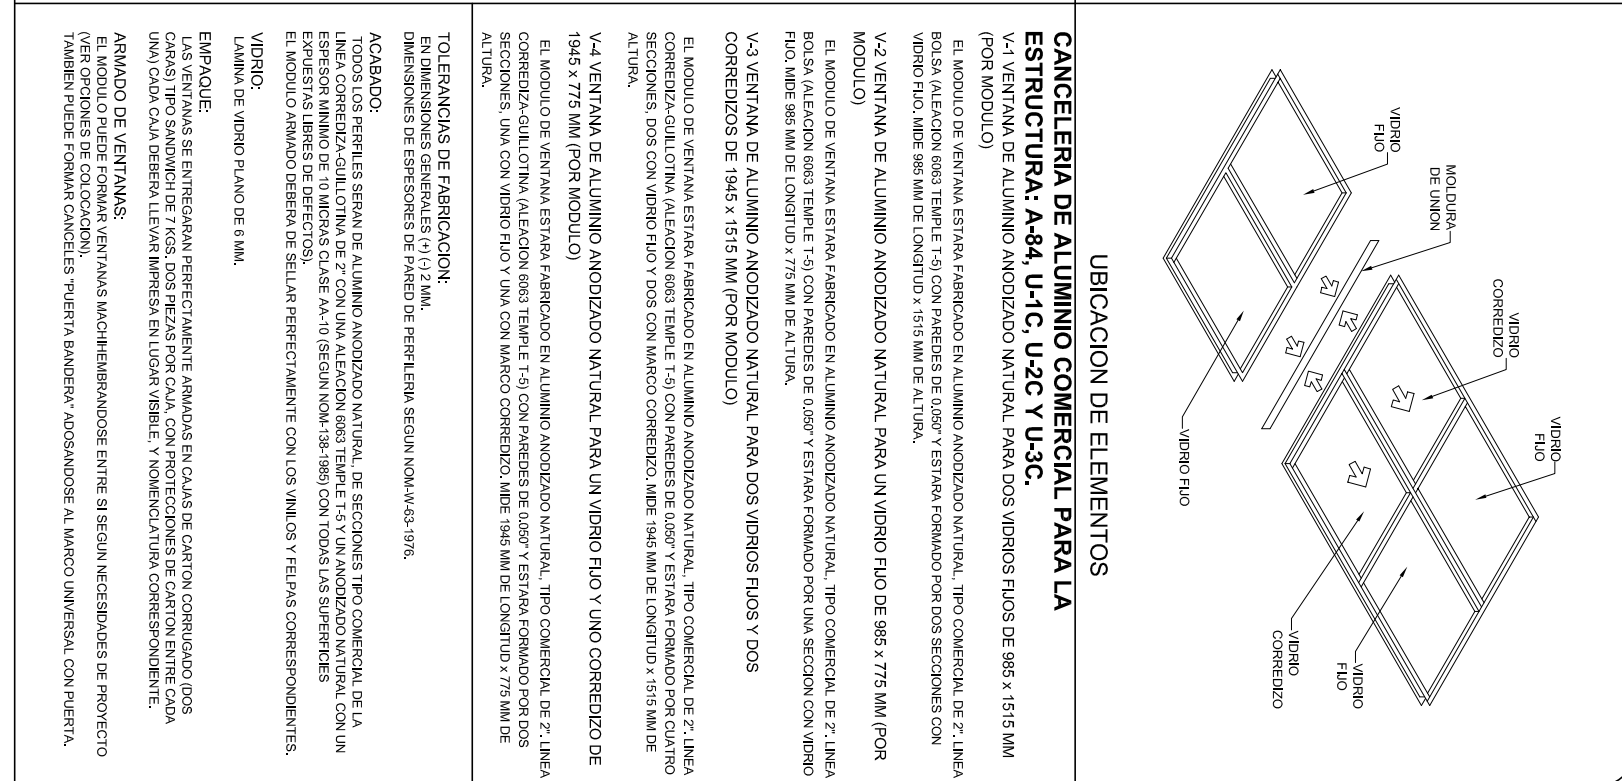 VIDRIO
FIJO
MOLDURA
DE UNION
VIDRIO
CORREDIZO
VIDRIO
FIJO
VIDRIO FIJO
VIDRIO
CORREDIZO
VIDRIO
FIJO
UBICACION DE ELEMENTOS
CANCELERIA DE ALUMINIO COMERCIAL PARA LA
ESTRUCTURA: A-84, U-1C, U-2C Y U-3C.
V-1 VENTANA DE ALUMINIO ANODIZADO NATURAL PARA DOS VIDRIOS FIJOS DE 985 x 1515 MM
(POR MODULO)
EL MODULO DE VENTANA ESTARA FABRICADO EN ALUMINIO ANODIZADO NATURAL, TIPO COMERCIAL DE 2". LINEA
BOLSA (ALEACION 6063 TEMPLE T-5) CON PAREDES DE 0.050" Y ESTARA FORMADO POR DOS SECCIONES CON
VIDRIO FIJO. MIDE 985 MM DE LONGITUD x 1515 MM DE ALTURA.
V-2 VENTANA DE ALUMINIO ANODIZADO NATURAL PARA UN VIDRIO FIJO DE 985 x 775 MM (POR
MODULO)
EL MODULO DE VENTANA ESTARA FABRICADO EN ALUMINIO ANODIZADO NATURAL, TIPO COMERCIAL DE 2". LINEA
BOLSA (ALEACION 6063 TEMPLE T-5) CON PAREDES DE 0.050" Y ESTARA FORMADO POR UNA SECCION CON VIDRIO
FIJO. MIDE 985 MM DE LONGITUD x 775 MM DE ALTURA.
V-3 VENTANA DE ALUMINIO ANODIZADO NATURAL PARA DOS VIDRIOS FIJOS Y DOS
CORREDIZOS DE 1945 x 1515 MM (POR MODULO)
EL MODULO DE VENTANA ESTARA FABRICADO EN ALUMINIO ANODIZADO NATURAL, TIPO COMERCIAL DE 2". LINEA
CORREDIZA-GUILLOTINA (ALEACION 6063 TEMPLE T-5) CON PAREDES DE 0.050" Y ESTARA FORMADO POR CUATRO
SECCIONES, DOS CON VIDRIO FIJO Y DOS CON MARCO CORREDIZO. MIDE 1945 MM DE LONGITUD x 1515 MM DE
ALTURA.
V-4 VENTANA DE ALUMINIO ANODIZADO NATURAL PARA UN VIDRIO FIJO Y UNO CORREDIZO DE
1945 x 775 MM (POR MODULO)
EL MODULO DE VENTANA ESTARA FABRICADO EN ALUMINIO ANODIZADO NATURAL, TIPO COMERCIAL DE 2". LINEA
CORREDIZA-GUILLOTINA (ALEACION 6063 TEMPLE T-5) CON PAREDES DE 0.050" Y ESTARA FORMADO POR DOS
SECCIONES, UNA CON VIDRIO FIJO Y UNA CON MARCO CORREDIZO. MIDE 1945 MM DE LONGITUD x 775 MM DE
ALTURA.
TOLERANCIAS DE FABRICACION:
EN DIMENSIONES GENERALES (+) (-) 2 MM.
DIMENSIONES DE ESPESORES DE PARED DE PERFILERIA SEGUN NOM-W-63-1976.
ACABADO:
TODOS LOS PERFILES SERAN DE ALUMINIO ANODIZADO NATURAL, DE SECCIONES TIPO COMERCIAL DE LA
LINEA CORREDIZA-GUILLOTINA DE 2" CON UNA ALEACION 6063 TEMPLE T-5 Y UN ANODIZADO NATURAL CON UN
ESPESOR MINIMO DE 10 MICRAS CLASE AA-10 (SEGUN NOM-138-1985) CON TODAS LAS SUPERFICIES
EXPUESTAS LIBRES DE DEFECTOS).
EL MODULO ARMADO DEBERA DE SELLAR PERFECTAMENTE CON LOS VINILOS Y FELPAS CORRESPONDIENTES.
VIDRIO:
LAMINA DE VIDRIO PLANO DE 6 MM.
EMPAQUE:
LAS VENTANAS SE ENTREGARAN PERFECTAMENTE ARMADAS EN CAJAS DE CARTON CORRUGADO (DOS
CARAS) TIPO SANDWICH DE 7 KGS. DOS PIEZAS POR CAJA, CON PROTECCIONES DE CARTON ENTRE CADA
UNA) CADA CAJA DEBERA LLEVAR IMPRESA EN LUGAR VISIBLE, Y NOMENCLATURA CORRESPONDIENTE.
ARMADO DE VENTANAS:
EL MODULO PUEDE FORMAR VENTANAS MACHIHEMBRANDOSE ENTRE SI SEGUN NECESIDADES DE PROYECTO
(VER OPCIONES DE COLOCACION).
TAMBIEN PUEDE FORMAR CANCELES "PUERTA BANDERA" ADOSANDOSE AL MARCO UNIVERSAL CON PUERTA.